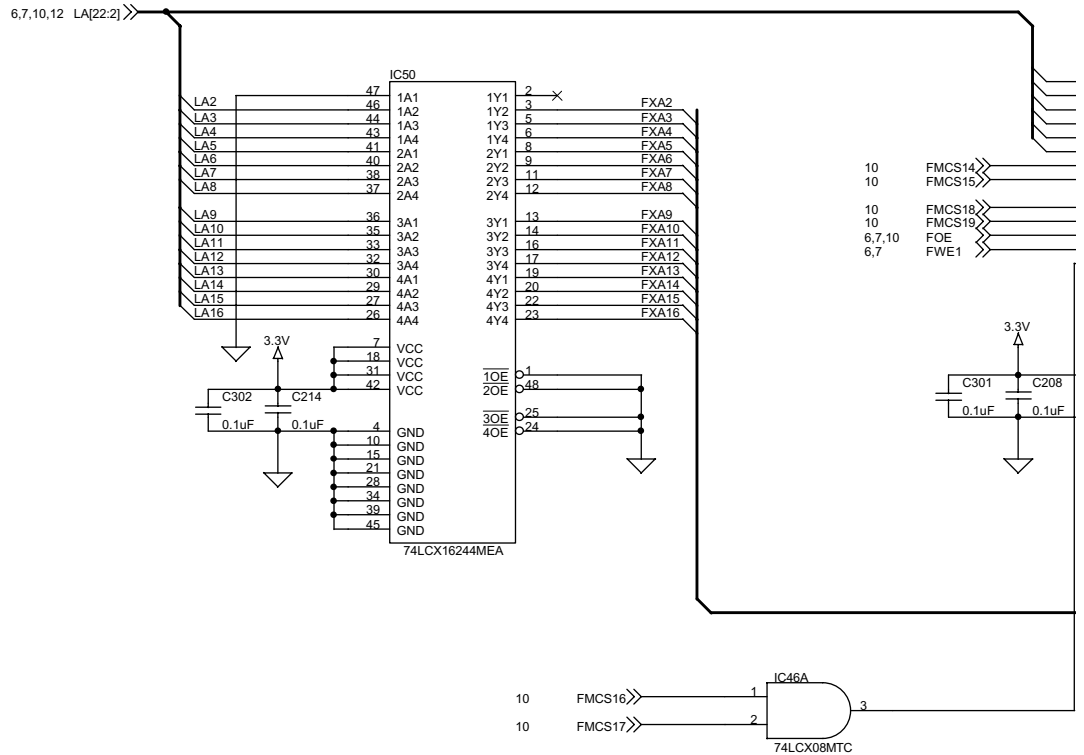 6,7,10,12 LA[22:2]
IC50
47 1A1 1Y1 2
LA2 46 1A2 1Y2 3 FXA2
LA3 44 1A3 1Y3 5 FXA3
LA4 43 1A4 1Y4 6 FXA4
LA5 41 2A1 2Y1 8 FXA5
LA6 40 2A2 2Y2 9 FXA6
LA7 38 2A3 2Y3 11 FXA7
LA8 37 2A4 2Y4 12 FXA8
LA9 36 3A1 3Y1 13 FXA9
LA10 35 3A2 3Y2 14 FXA10
LA11 33 3A3 3Y3 16 FXA11
LA12 32 3A4 3Y4 17 FXA12
LA13 30 4A1 4Y1 19 FXA13
LA14 29 4A2 4Y2 20 FXA14
LA15 27 4A3 4Y3 22 FXA15
LA16 26 4A4 4Y4 23 FXA16
3.3V
7 VCC
18 VCC
31 VCC
42 VCC
1OE 1
2OE 48
3OE 25
4OE 24
C302
0.1uF
C214
0.1uF
4 GND
10 GND
15 GND
21 GND
28 GND
34 GND
39 GND
45 GND
74LCX16244MEA
10 FMCS14
10 FMCS15
10 FMCS18
10 FMCS19
6,7,10 FOE
6,7 FWE1
3.3V
C301
0.1uF
C208
0.1uF
IC46A
10 FMCS16 1
3
10 FMCS17 2
74LCX08MTC